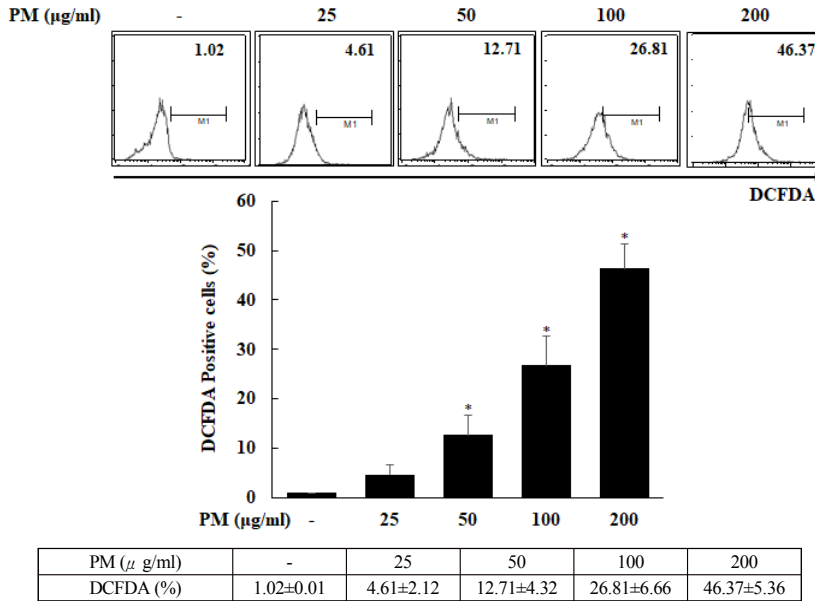 PM (μg/ml) - 25 50 100 200
1.02 4.61 12.71 26.81 46.37
M1 M1 M1 M1 M1
DCFDA
DCFDA Positive cells (%)
60
50
40
30
20
10
0
* * *
PM (μg/ml) - 25 50 100 200
PM (μ g/ml) - 25 50 100 200
DCFDA (%) 1.02±0.01 4.61±2.12 12.71±4.32 26.81±6.66 46.37±5.36